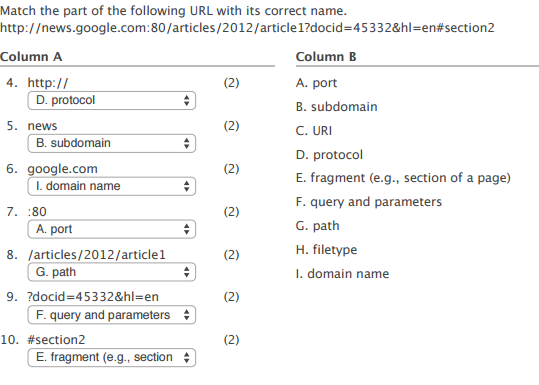 Match the part of the following URL with its correct name.
http://news.google.com:80/articles/2012/article1?docid=45332&hl=en#section2
Column A
4. http:// (2)
D. protocol
5. news (2)
B. subdomain
6. google.com (2)
I. domain name
7. :80 (2)
A. port
8. /articles/2012/article1 (2)
G. path
9. ?docid=45332&hl=en (2)
F. query and parameters
10. #section2 (2)
E. fragment (e.g., section
Column B
A. port
B. subdomain
C. URI
D. protocol
E. fragment (e.g., section of a page)
F. query and parameters
G. path
H. filetype
I. domain name